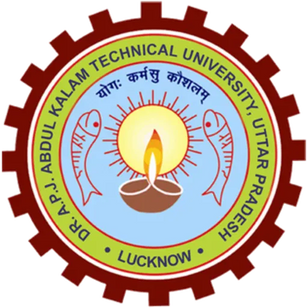 DR. A.P.J. ABDUL KALAM TECHNICAL UNIVERSITY, UTTAR PRADESH
योगः कर्मसु कौशलम्
• LUCKNOW •